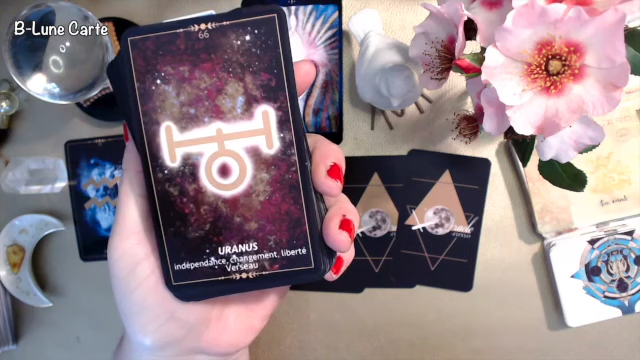 B-Lune Carte
66
URANUS
indépendance, changement, liberté
Verseau